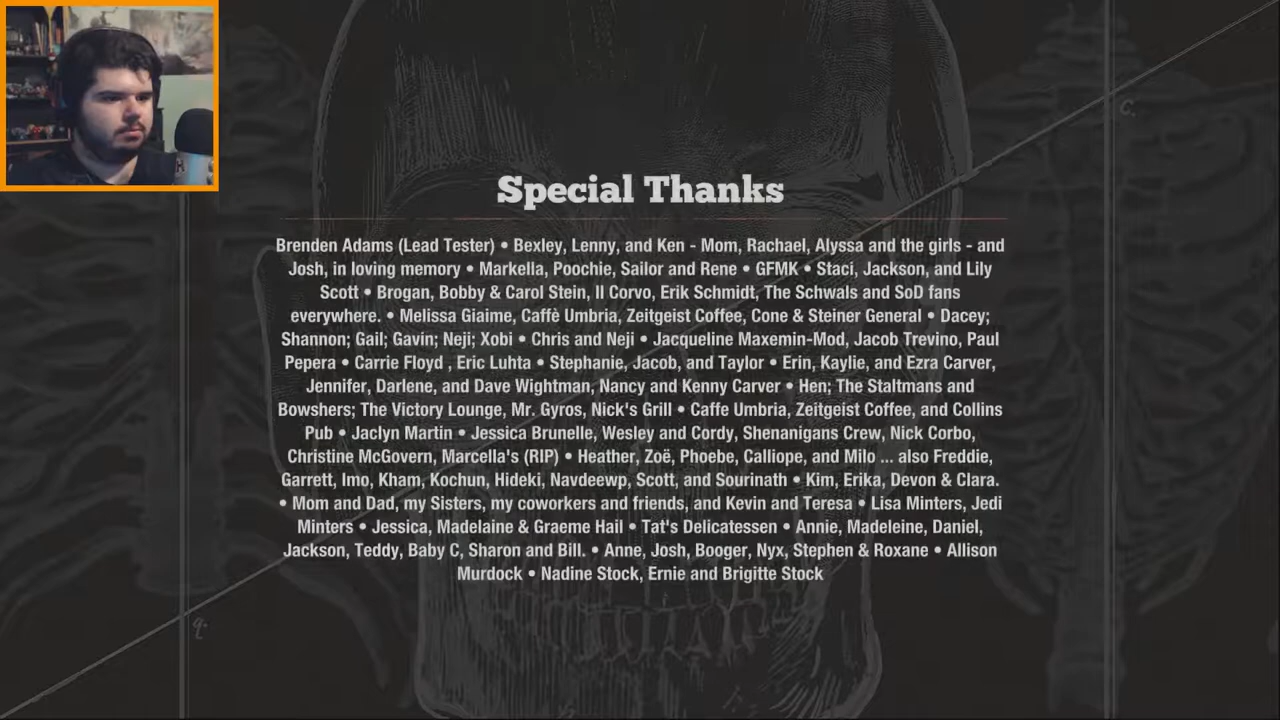 Special Thanks
Brenden Adams (Lead Tester) • Bexley, Lenny, and Ken - Mom, Rachael, Alyssa and the girls - and
Josh, in loving memory • Markella, Poochie, Sailor and Rene • GFMK • Staci, Jackson, and Lily
Scott • Brogan, Bobby & Carol Stein, Il Corvo, Erik Schmidt, The Schwals and SoD fans
everywhere. • Melissa Giaime, Caffè Umbria, Zeitgeist Coffee, Cone & Steiner General • Dacey;
Shannon; Gail; Gavin; Neji; Xobi • Chris and Neji • Jacqueline Maxemin-Mod, Jacob Trevino, Paul
Pepera • Carrie Floyd , Eric Luhta • Stephanie, Jacob, and Taylor • Erin, Kaylie, and Ezra Carver,
Jennifer, Darlene, and Dave Wightman, Nancy and Kenny Carver • Hen; The Staltmans and
Bowshers; The Victory Lounge, Mr. Gyros, Nick's Grill • Caffe Umbria, Zeitgeist Coffee, and Collins
Pub • Jaclyn Martin • Jessica Brunelle, Wesley and Cordy, Shenanigans Crew, Nick Corbo,
Christine McGovern, Marcella's (RIP) • Heather, Zoë, Phoebe, Calliope, and Milo ... also Freddie,
Garrett, Imo, Kham, Kochun, Hideki, Navdeewp, Scott, and Sourinath • Kim, Erika, Devon & Clara.
• Mom and Dad, my Sisters, my coworkers and friends, and Kevin and Teresa • Lisa Minters, Jedi
Minters • Jessica, Madelaine & Graeme Hail • Tat's Delicatessen • Annie, Madeleine, Daniel,
Jackson, Teddy, Baby C, Sharon and Bill. • Anne, Josh, Booger, Nyx, Stephen & Roxane • Allison
Murdock • Nadine Stock, Ernie and Brigitte Stock
c.
q.